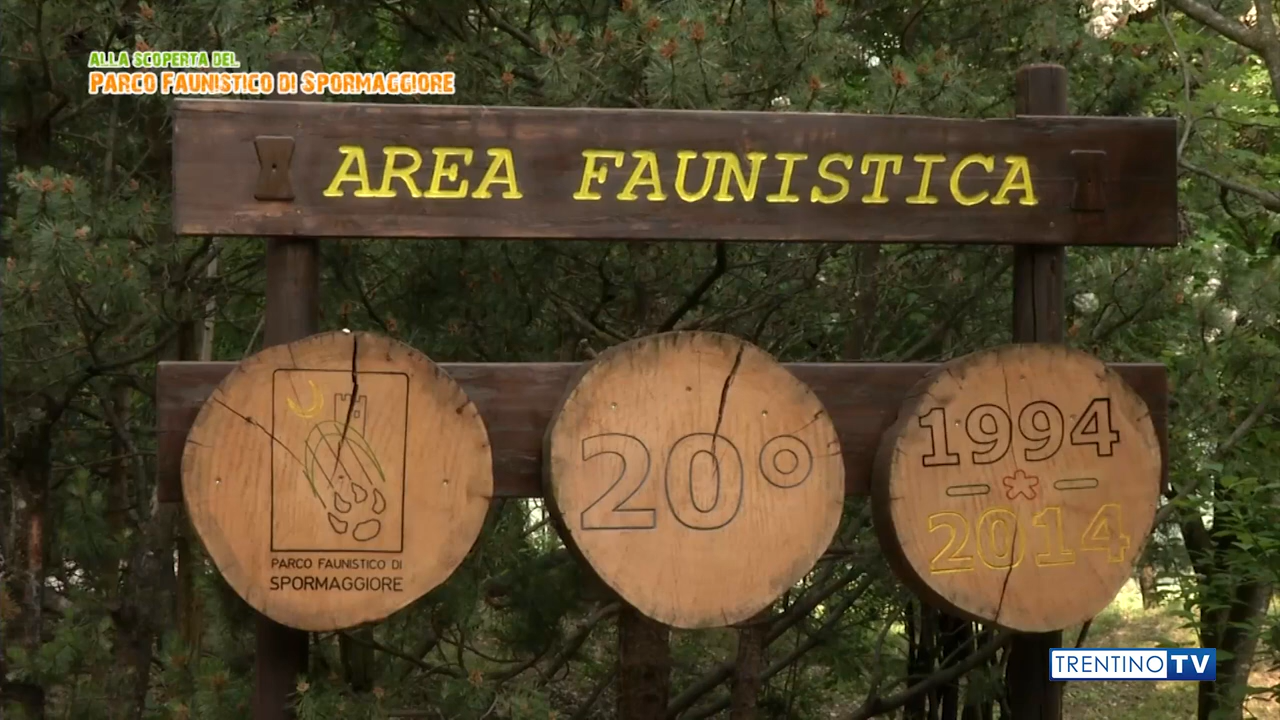 ALLA SCOPERTA DEL
PARCO FAUNISTICO DI SPORMAGGIORE
AREA FAUNISTICA
PARCO FAUNISTICO DI
SPORMAGGIORE
20°
1994
2014
TRENTINO TV